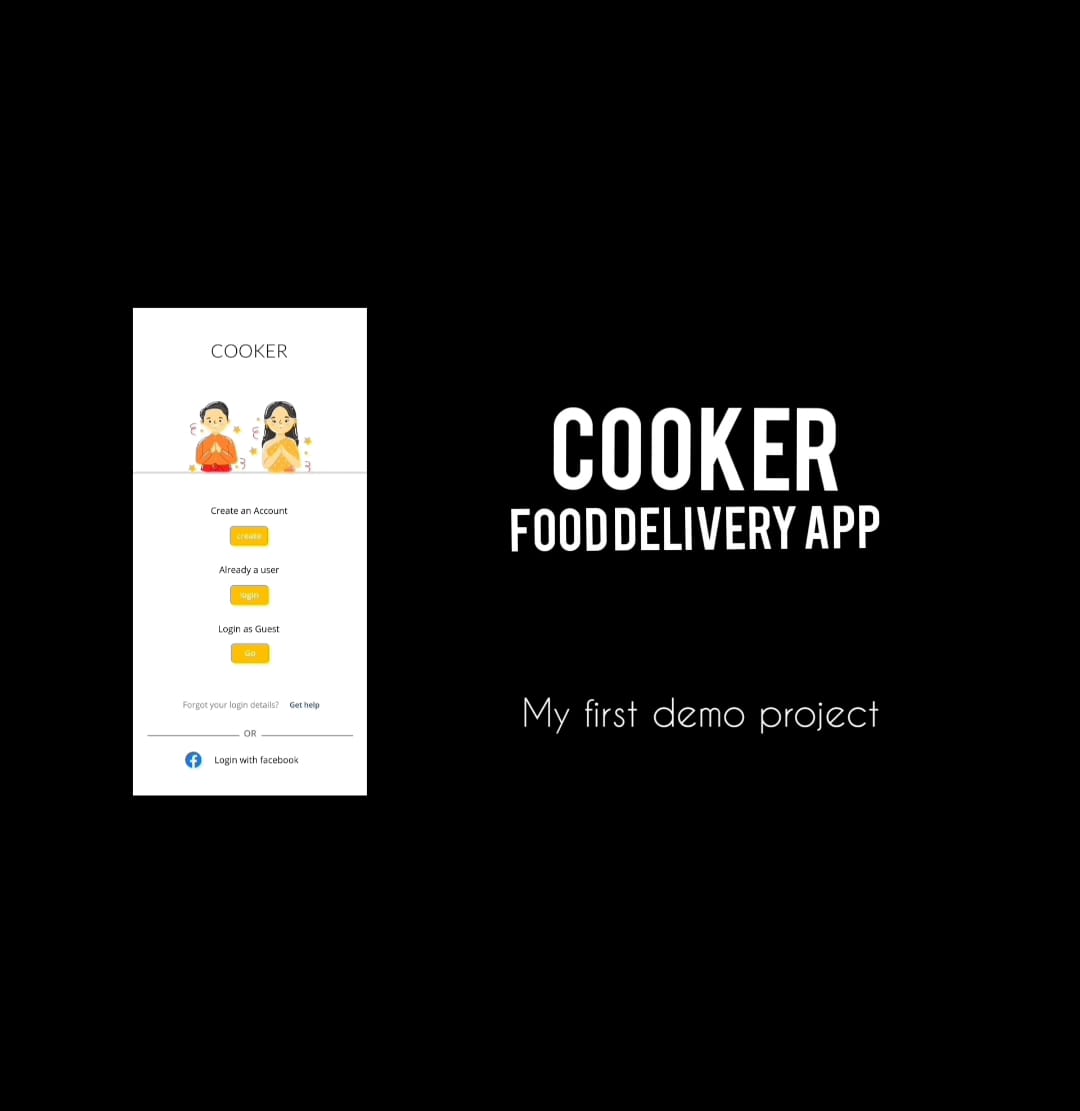 COOKER
Create an Account
create
Already a user
login
Login as Guest
Go
Forgot your login details? Get help
OR
Login with facebook
COOKER
FOOD DELIVERY APP
My first demo project